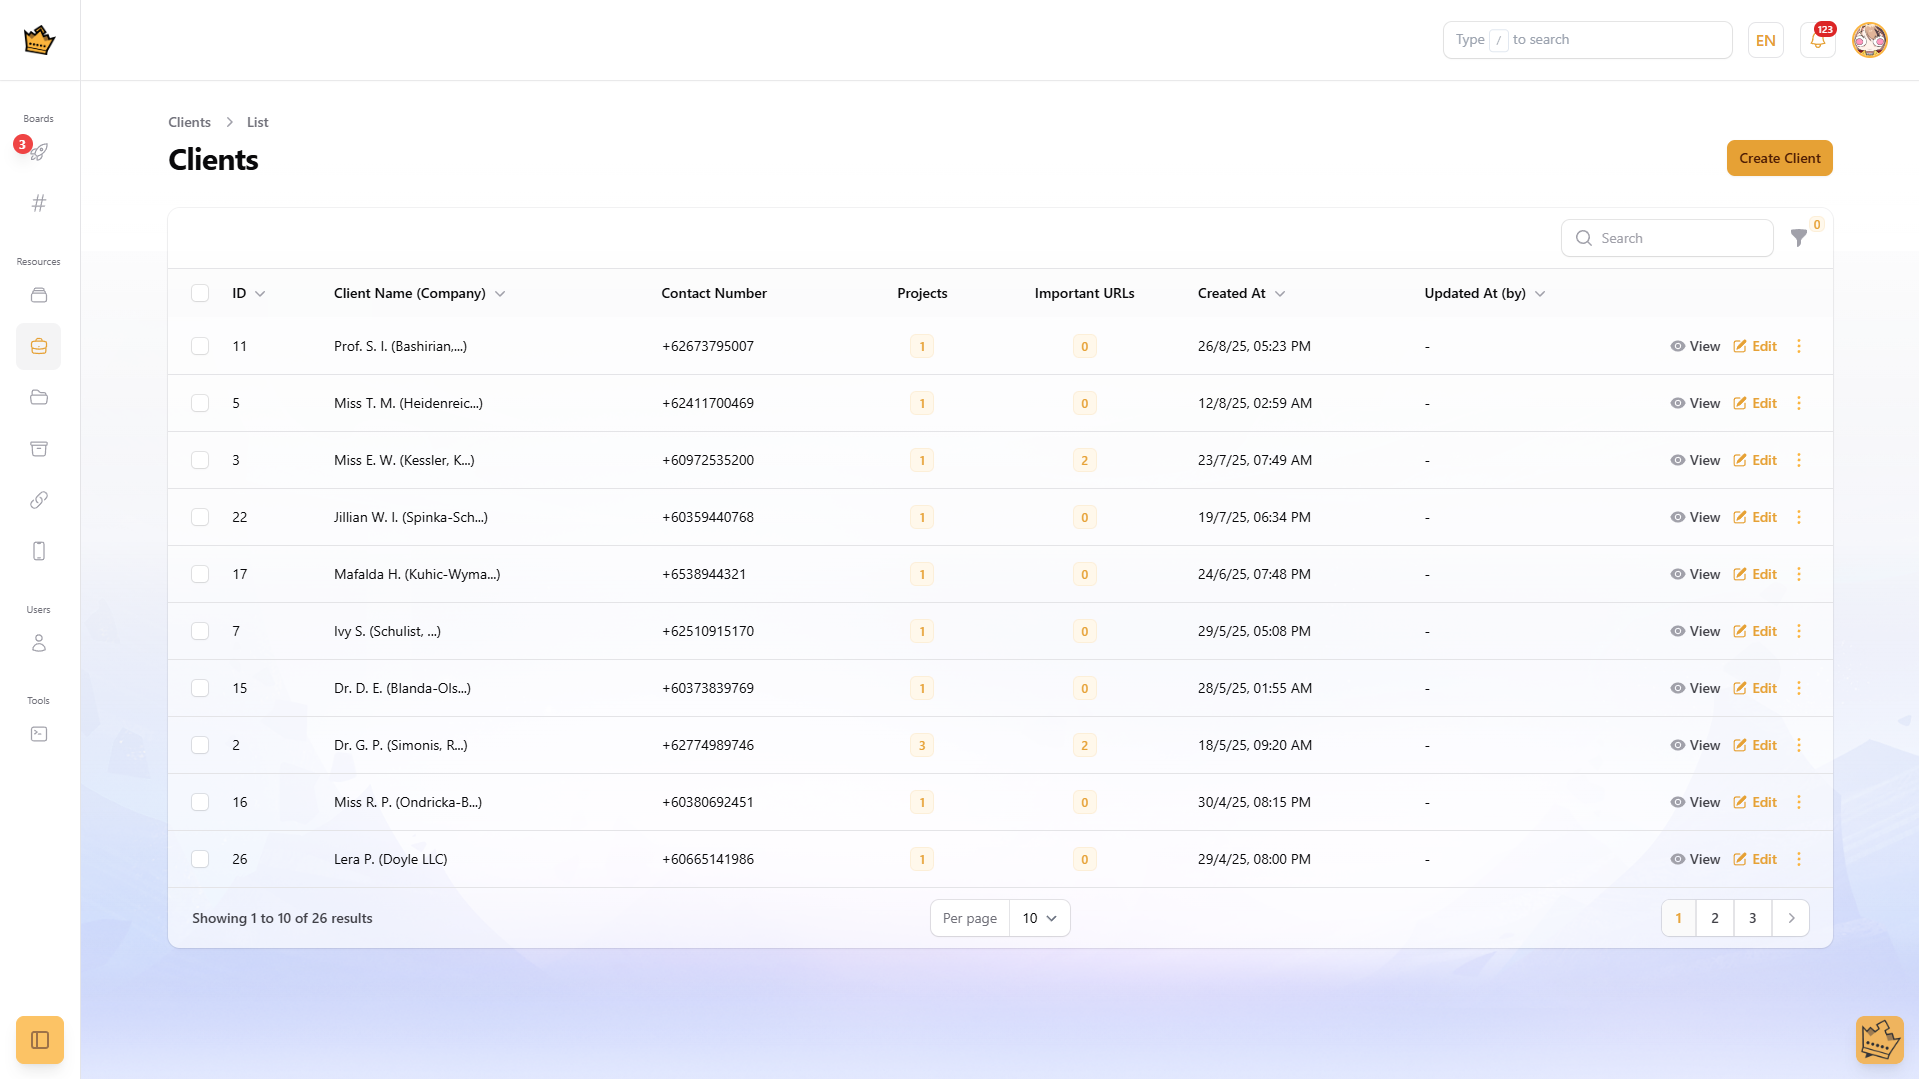 Type / to search
EN
123
Boards
3
Resources
Users
Tools
Clients > List
Clients
Create Client
Search
0
ID Client Name (Company) Contact Number Projects Important URLs Created At Updated At (by)
11 Prof. S. I. (Bashirian,...) +62673795007 1 0 26/8/25, 05:23 PM - View Edit
5 Miss T. M. (Heidenreic...) +62411700469 1 0 12/8/25, 02:59 AM - View Edit
3 Miss E. W. (Kessler, K...) +60972535200 1 2 23/7/25, 07:49 AM - View Edit
22 Jillian W. I. (Spinka-Sch...) +60359440768 1 0 19/7/25, 06:34 PM - View Edit
17 Mafalda H. (Kuhic-Wyma...) +6538944321 1 0 24/6/25, 07:48 PM - View Edit
7 Ivy S. (Schulist, ...) +62510915170 1 0 29/5/25, 05:08 PM - View Edit
15 Dr. D. E. (Blanda-Ols...) +60373839769 1 0 28/5/25, 01:55 AM - View Edit
2 Dr. G. P. (Simonis, R...) +62774989746 3 2 18/5/25, 09:20 AM - View Edit
16 Miss R. P. (Ondricka-B...) +60380692451 1 0 30/4/25, 08:15 PM - View Edit
26 Lera P. (Doyle LLC) +60665141986 1 0 29/4/25, 08:00 PM - View Edit
Showing 1 to 10 of 26 results
Per page 10
1 2 3